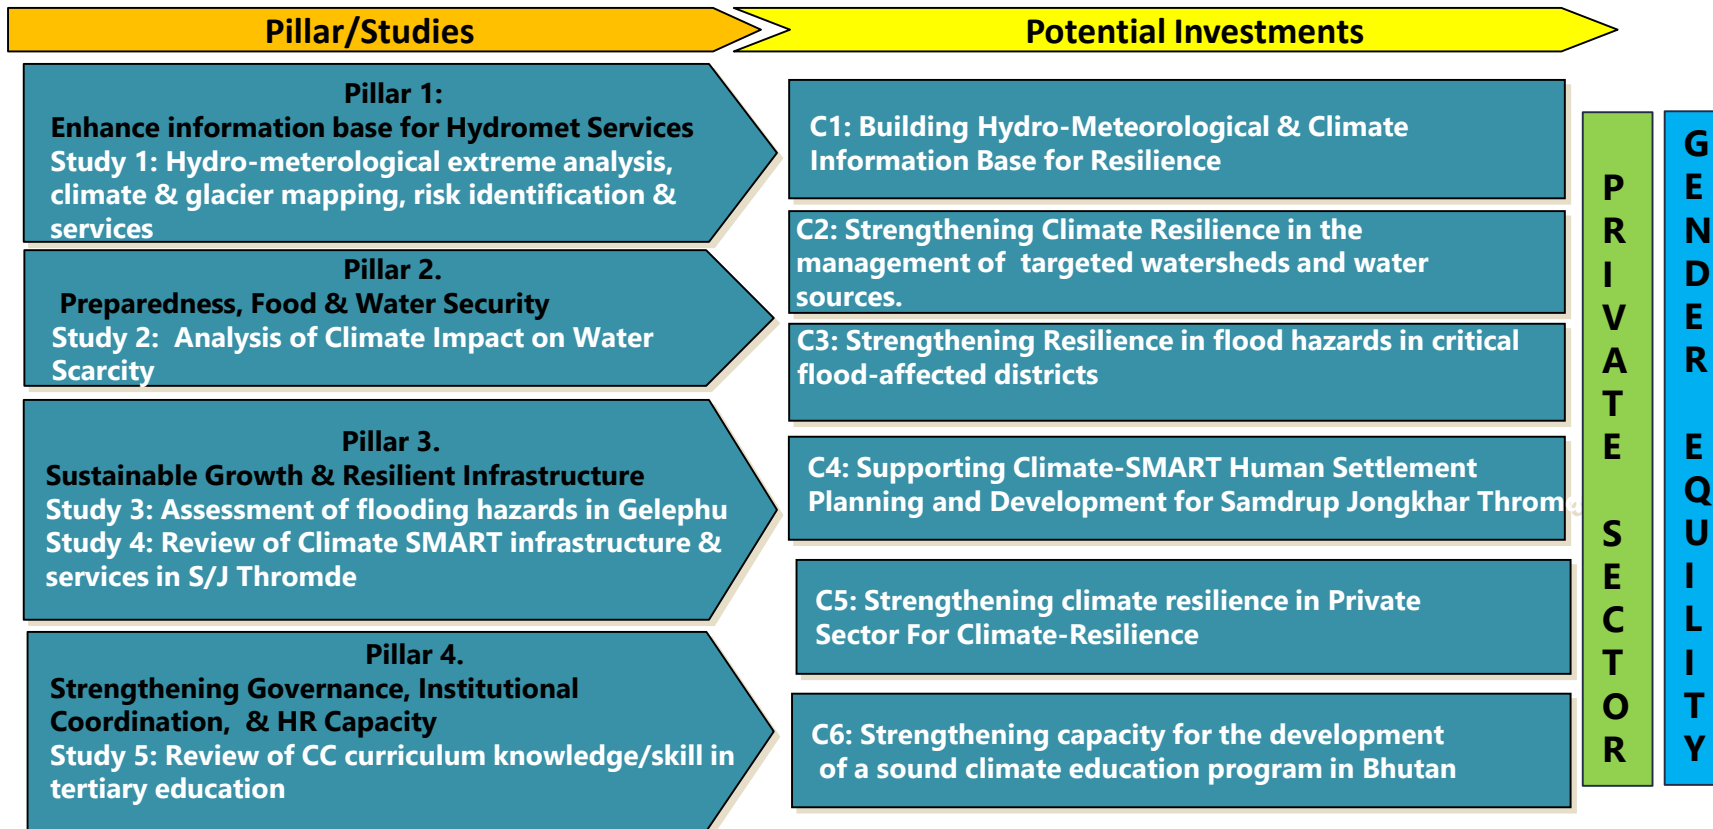 Pillar/Studies
Potential Investments
Pillar 1:
Enhance information base for Hydromet Services
Study 1: Hydro-meterological extreme analysis,
climate & glacier mapping, risk identification &
services
Pillar 2.
Preparedness, Food & Water Security
Study 2: Analysis of Climate Impact on Water
Scarcity
Pillar 3.
Sustainable Growth & Resilient Infrastructure
Study 3: Assessment of flooding hazards in Gelephu
Study 4: Review of Climate SMART infrastructure &
services in S/J Thromde
Pillar 4.
Strengthening Governance, Institutional
Coordination, & HR Capacity
Study 5: Review of CC curriculum knowledge/skill in
tertiary education
C1: Building Hydro-Meteorological & Climate
Information Base for Resilience
C2: Strengthening Climate Resilience in the
management of targeted watersheds and water
sources.
C3: Strengthening Resilience in flood hazards in critical
flood-affected districts
C4: Supporting Climate-SMART Human Settlement
Planning and Development for Samdrup Jongkhar Throm
C5: Strengthening climate resilience in Private
Sector For Climate-Resilience
C6: Strengthening capacity for the development
of a sound climate education program in Bhutan
PRIVATE SECTOR
GENDER EQUILITY